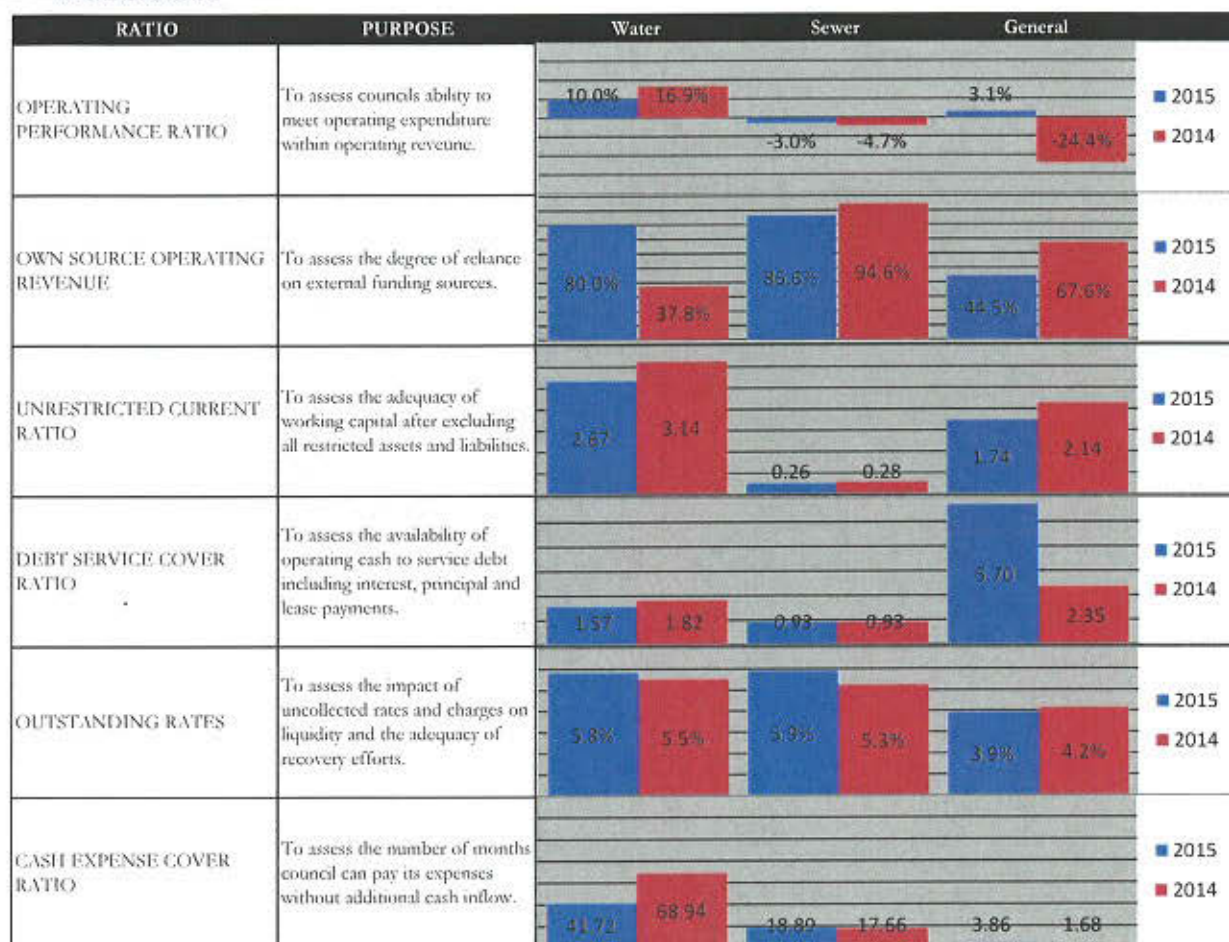 RATIO PURPOSE Water Sewer General
OPERATING
PERFORMANCE RATIO
To assess councils ability to
meet operating expenditure
within operating reveune.
10.0% 16.9% -3.0% -4.7% 3.1% -24.4%
2015
2014
OWN SOURCE OPERATING
REVENUE
To assess the degree of reliance
on external funding sources.
80.0% 37.8% 94.6% 44.5% 67.6%
2015
2014
UNRESTRICTED CURRENT
RATIO
To assess the adequacy of
working capital after excluding
all restricted assets and liabilities.
2.67 3.14 0.26 0.28 1.74 2.14
2015
2014
DEBT SERVICE COVER
RATIO
To assess the availability of
operating cash to service debt
including interest, principal and
lease payments.
1.57 1.82 0.93 0.93 5.70 2.35
2015
2014
OUTSTANDING RATES
To assess the impact of
uncollected rates and charges on
liquidity and the adequacy of
recovery efforts.
5.8% 5.5% 5.9% 5.3% 3.9% 4.2%
2015
2014
CASH EXPENSE COVER
RATIO
To assess the number of months
council can pay its expenses
without additional cash inflow.
41.72 68.94 18.89 17.66 3.86 1.68
2015
2014